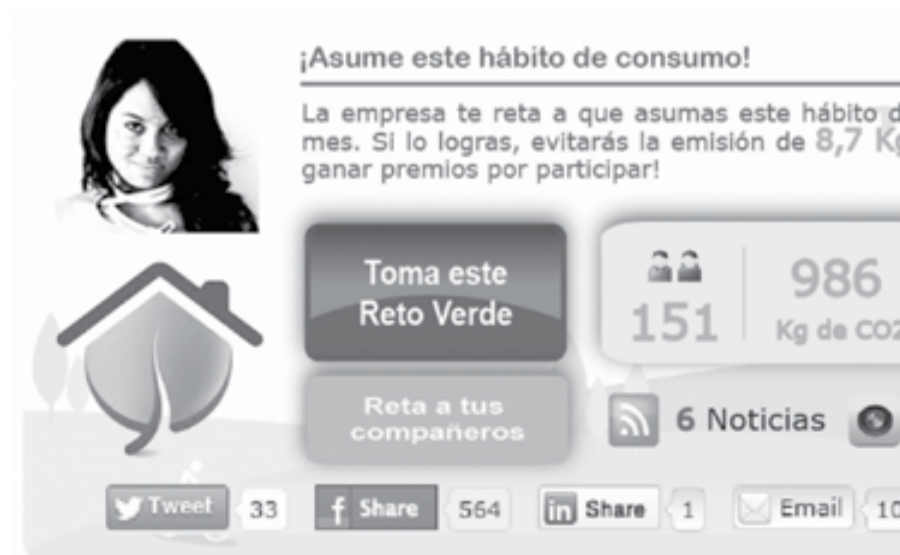 ¡Asume este hábito de consumo!
La empresa te reta a que asumas este hábito d
mes. Si lo logras, evitarás la emisión de 8,7 Kg
ganar premios por participar!
Toma este
Reto Verde
151
986
Kg de CO2
Reta a tus
compañeros
6 Noticias
Tweet 33 Share 564 in Share 1 Email 10